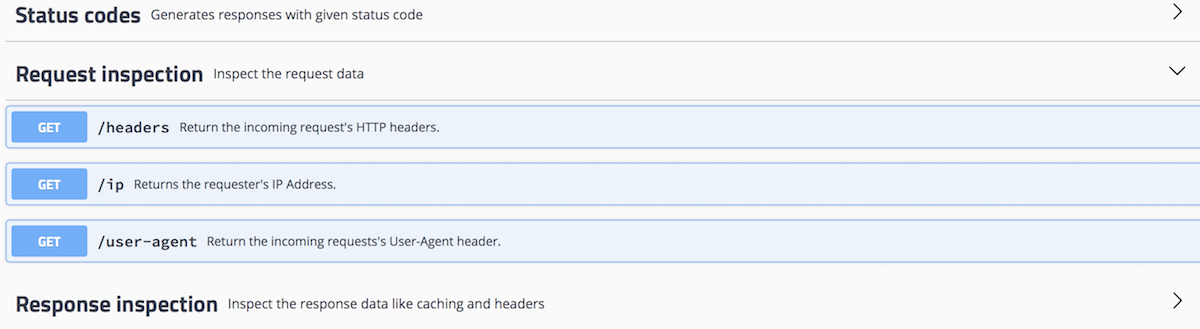 Status codes Generates responses with given status code
Request inspection Inspect the request data
GET /headers Return the incoming request's HTTP headers.
GET /ip Returns the requester's IP Address.
GET /user-agent Return the incoming requests's User-Agent header.
Response inspection Inspect the response data like caching and headers